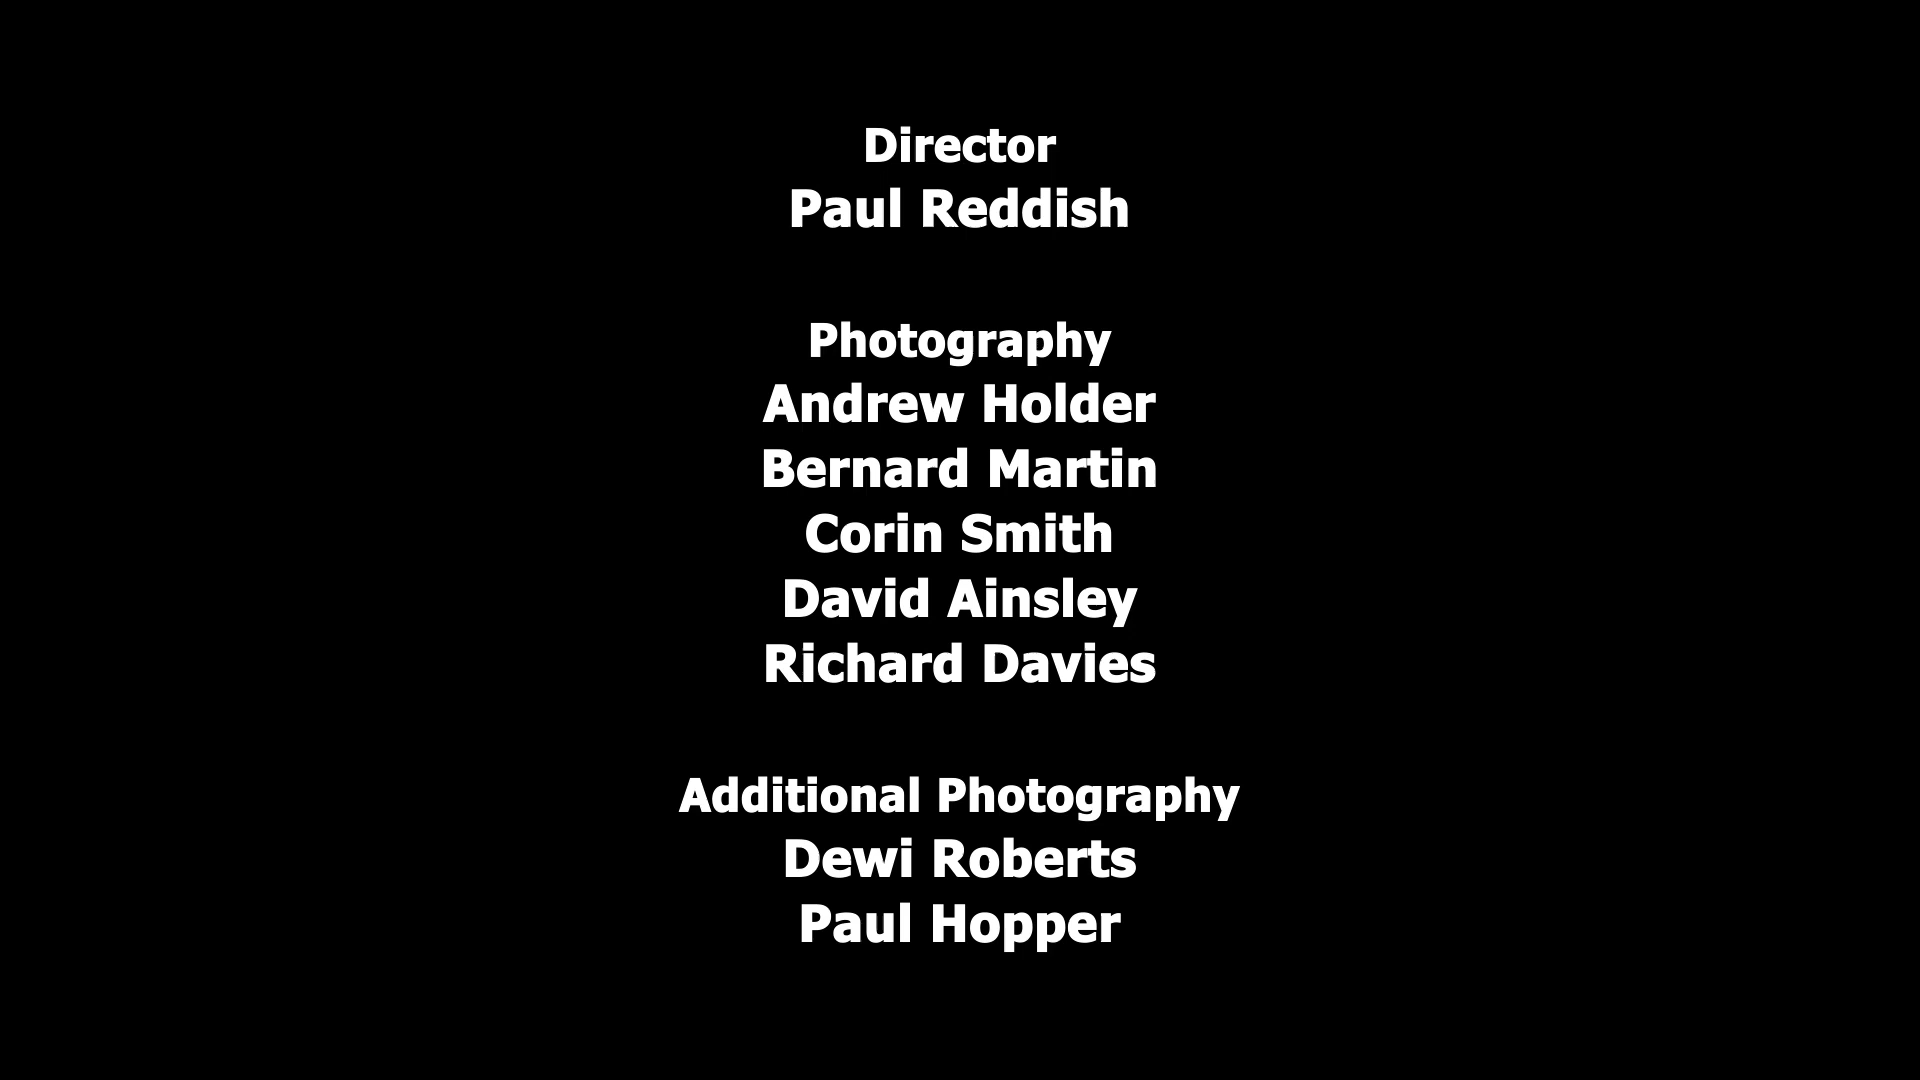 Director
Paul Reddish
Photography
Andrew Holder
Bernard Martin
Corin Smith
David Ainsley
Richard Davies
Additional Photography
Dewi Roberts
Paul Hopper